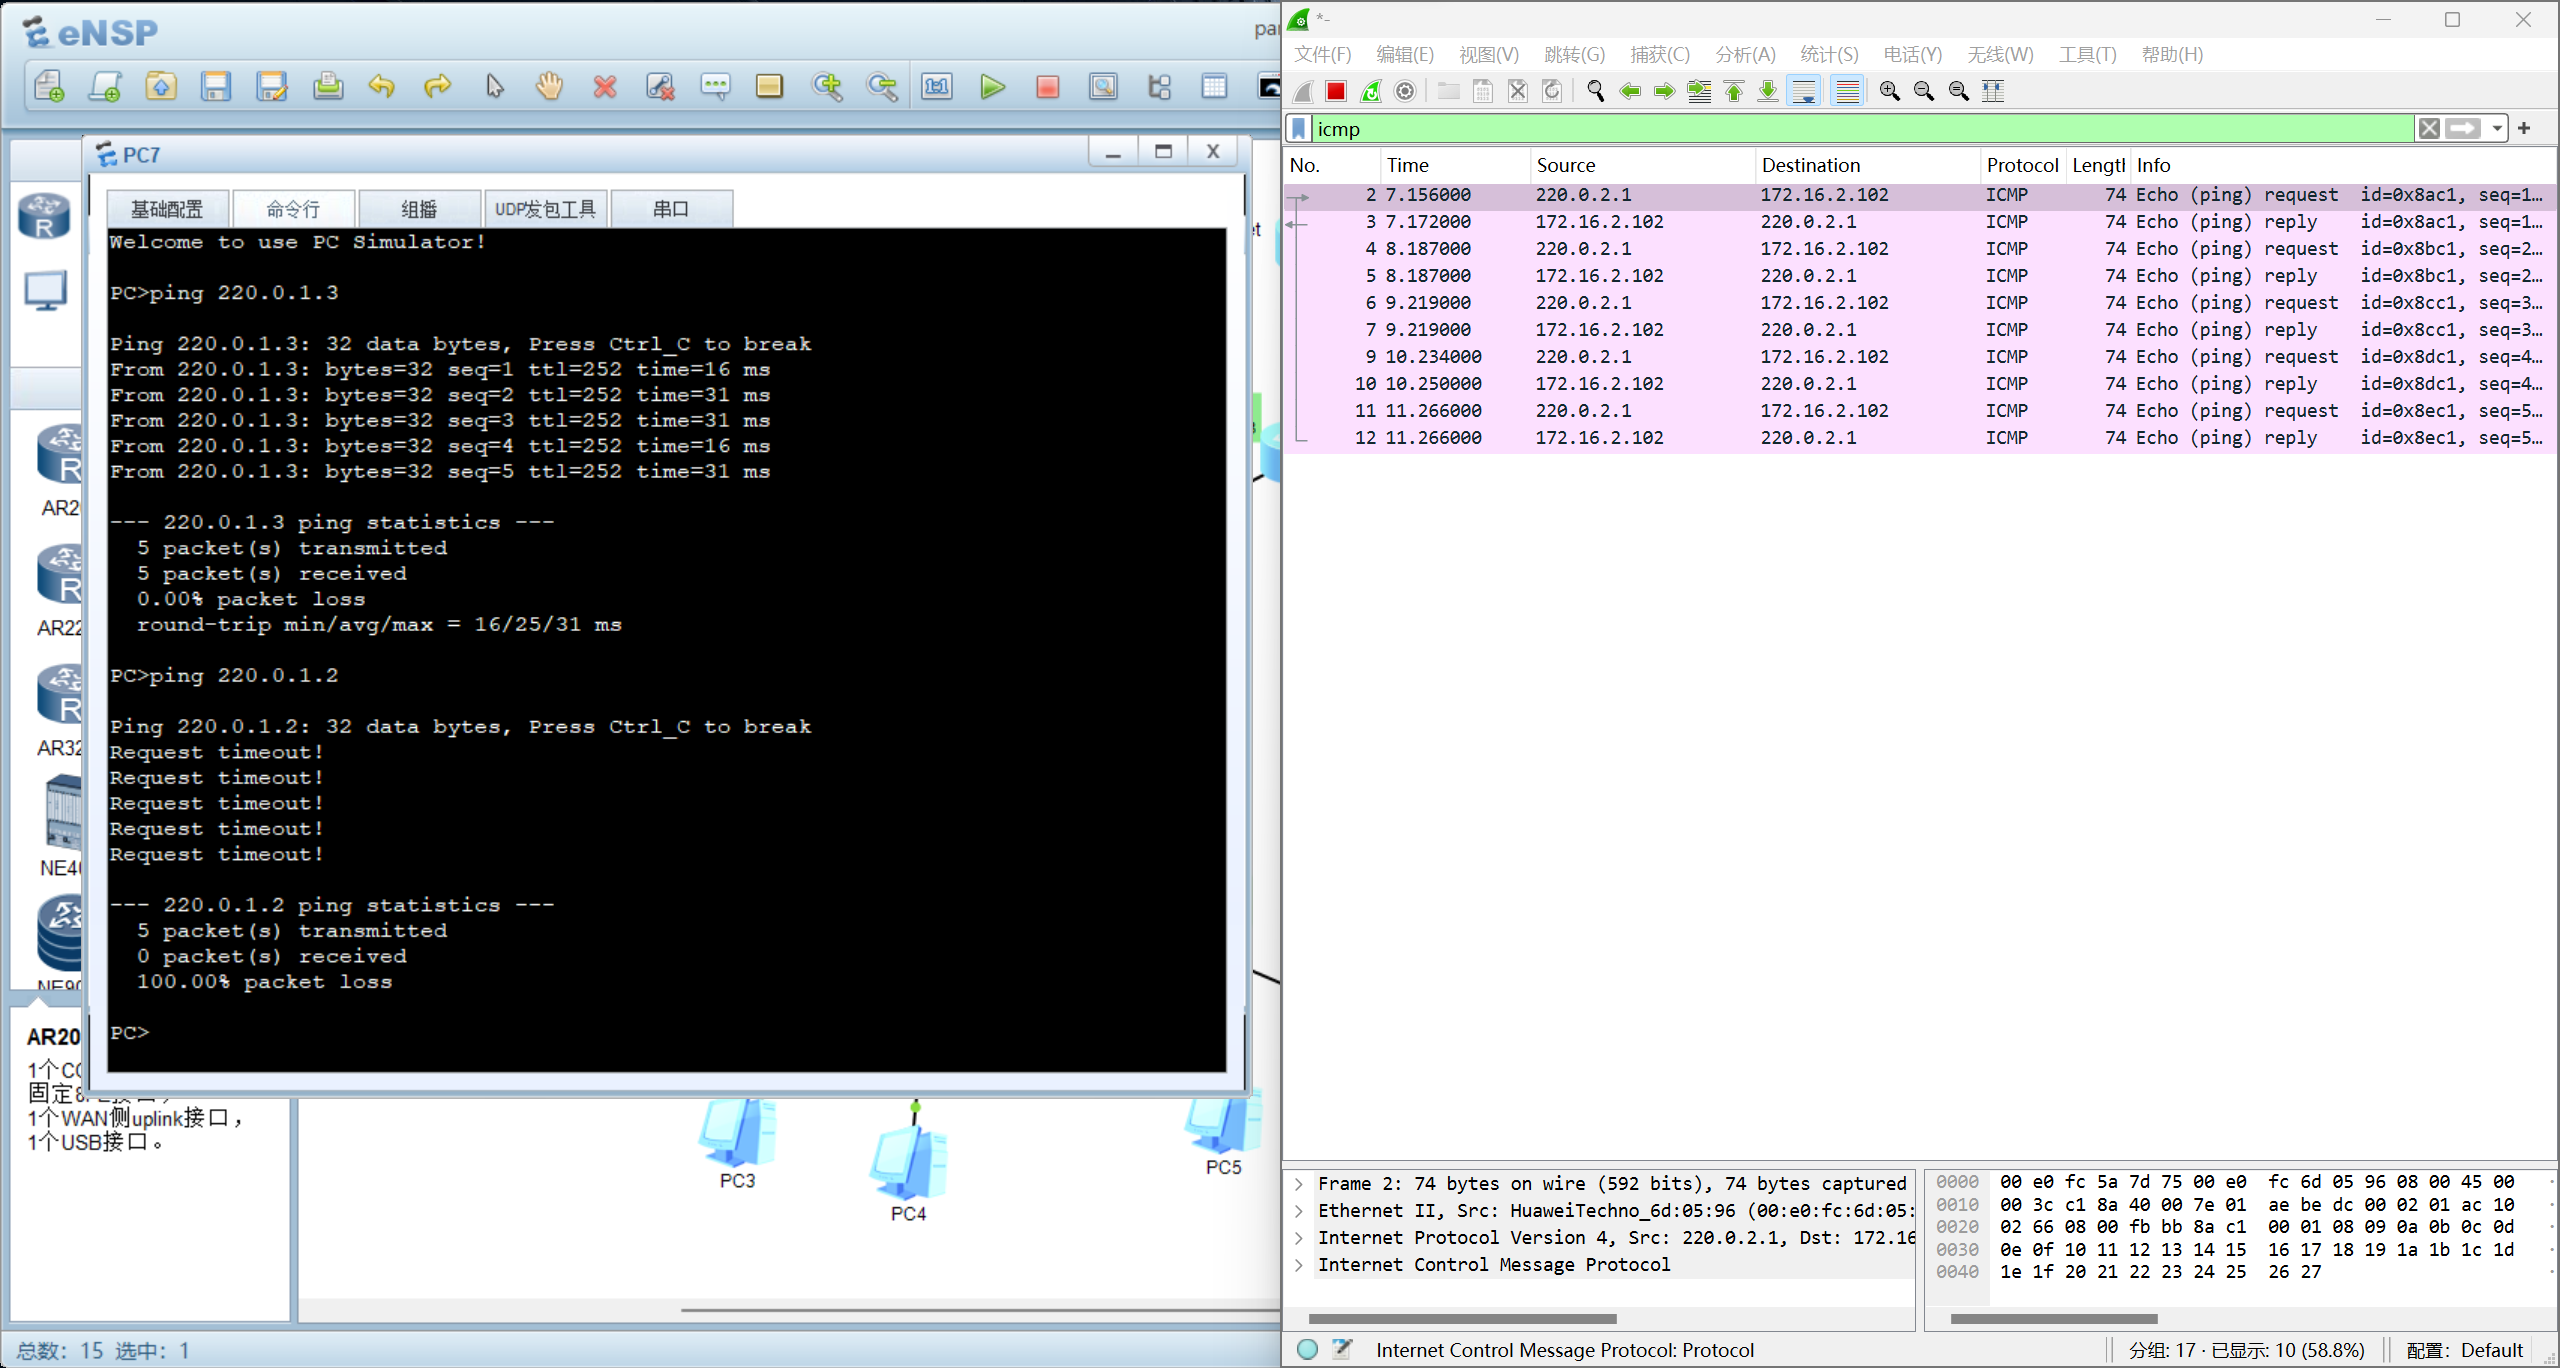 eNSP
PC7
基础配置 命令行 组播 UDP发包工具 串口
Welcome to use PC Simulator!
PC>ping 220.0.1.3
Ping 220.0.1.3: 32 data bytes, Press Ctrl_C to break
From 220.0.1.3: bytes=32 seq=1 ttl=252 time=16 ms
From 220.0.1.3: bytes=32 seq=2 ttl=252 time=31 ms
From 220.0.1.3: bytes=32 seq=3 ttl=252 time=31 ms
From 220.0.1.3: bytes=32 seq=4 ttl=252 time=16 ms
From 220.0.1.3: bytes=32 seq=5 ttl=252 time=31 ms
--- 220.0.1.3 ping statistics ---
5 packet(s) transmitted
5 packet(s) received
0.00% packet loss
round-trip min/avg/max = 16/25/31 ms
PC>ping 220.0.1.2
Ping 220.0.1.2: 32 data bytes, Press Ctrl_C to break
Request timeout!
Request timeout!
Request timeout!
Request timeout!
Request timeout!
--- 220.0.1.2 ping statistics ---
5 packet(s) transmitted
0 packet(s) received
100.00% packet loss
PC>
R
AR20
AR22
AR32
NE40
AR20
1个CO
1个WAN侧uplink接口，
1个USB接口。
PC3
PC4
PC5
总数：15 选中：1
*-
文件(F) 编辑(E) 视图(V) 跳转(G) 捕获(C) 分析(A) 统计(S) 电话(Y) 无线(W) 工具(T) 帮助(H)
icmp
No. Time Source Destination Protocol Lengtl Info
2 7.156000 220.0.2.1 172.16.2.102 ICMP 74 Echo (ping) request id=0x8ac1, seq=1…
3 7.172000 172.16.2.102 220.0.2.1 ICMP 74 Echo (ping) reply id=0x8ac1, seq=1…
4 8.187000 220.0.2.1 172.16.2.102 ICMP 74 Echo (ping) request id=0x8bc1, seq=2…
5 8.187000 172.16.2.102 220.0.2.1 ICMP 74 Echo (ping) reply id=0x8bc1, seq=2…
6 9.219000 220.0.2.1 172.16.2.102 ICMP 74 Echo (ping) request id=0x8cc1, seq=3…
7 9.219000 172.16.2.102 220.0.2.1 ICMP 74 Echo (ping) reply id=0x8cc1, seq=3…
9 10.234000 220.0.2.1 172.16.2.102 ICMP 74 Echo (ping) request id=0x8dc1, seq=4…
10 10.250000 172.16.2.102 220.0.2.1 ICMP 74 Echo (ping) reply id=0x8dc1, seq=4…
11 11.266000 220.0.2.1 172.16.2.102 ICMP 74 Echo (ping) request id=0x8ec1, seq=5…
12 11.266000 172.16.2.102 220.0.2.1 ICMP 74 Echo (ping) reply id=0x8ec1, seq=5…
Frame 2: 74 bytes on wire (592 bits), 74 bytes captured
Ethernet II, Src: HuaweiTechno_6d:05:96 (00:e0:fc:6d:05:
Internet Protocol Version 4, Src: 220.0.2.1, Dst: 172.16
Internet Control Message Protocol
0000 00 e0 fc 5a 7d 75 00 e0 fc 6d 05 96 08 00 45 00
0010 00 3c c1 8a 40 00 7e 01 ae be dc 00 02 01 ac 10
0020 02 66 08 00 fb bb 8a c1 00 01 08 09 0a 0b 0c 0d
0030 0e 0f 10 11 12 13 14 15 16 17 18 19 1a 1b 1c 1d
0040 1e 1f 20 21 22 23 24 25 26 27
Internet Control Message Protocol: Protocol
分组: 17 · 已显示: 10 (58.8%)
配置：Default